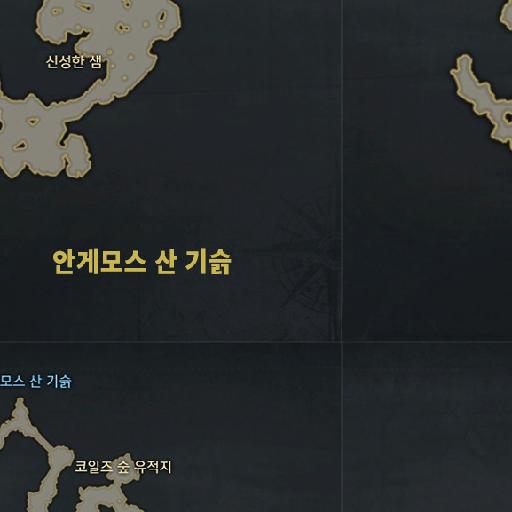 신성한 샘
안게모스 산 기슭
모스 산 기슭
코일즈 숲 유적지